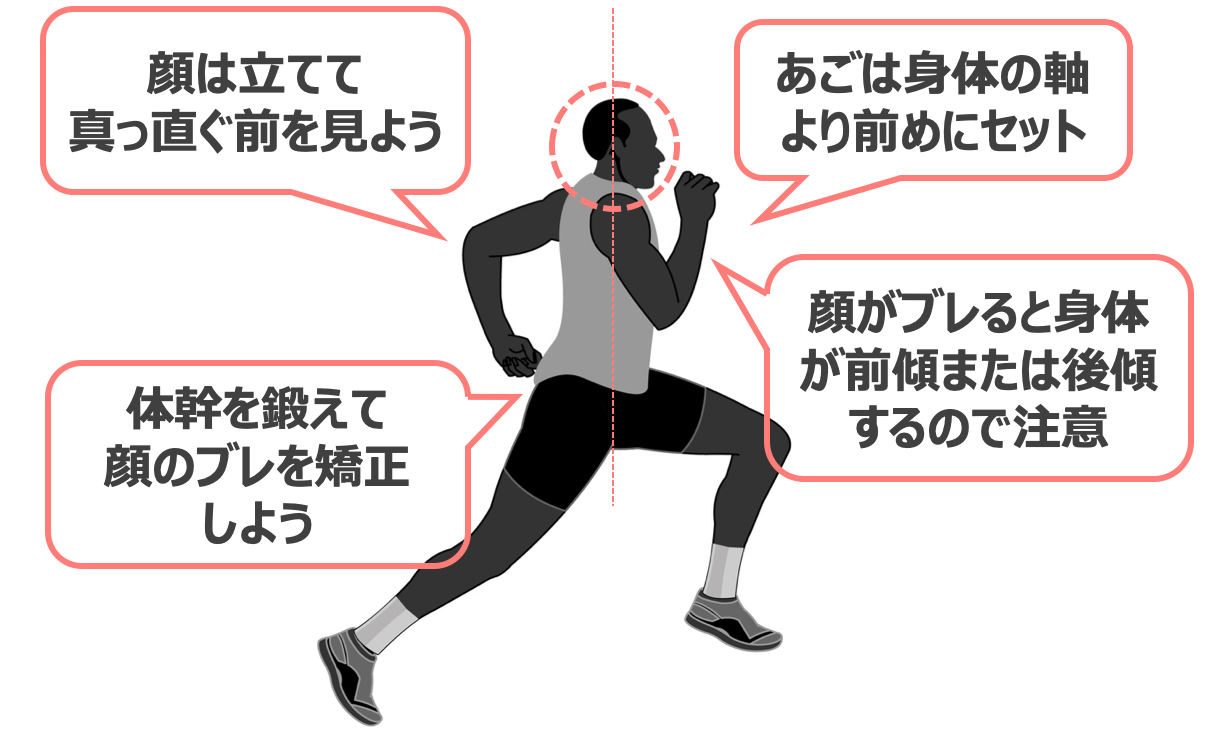 顔は立てて
真っ直ぐ前を見よう
あごは身体の軸
より前めにセット
顔がブレると身体
が前傾または後傾
するので注意
体幹を鍛えて
顔のブレを矯正
しよう